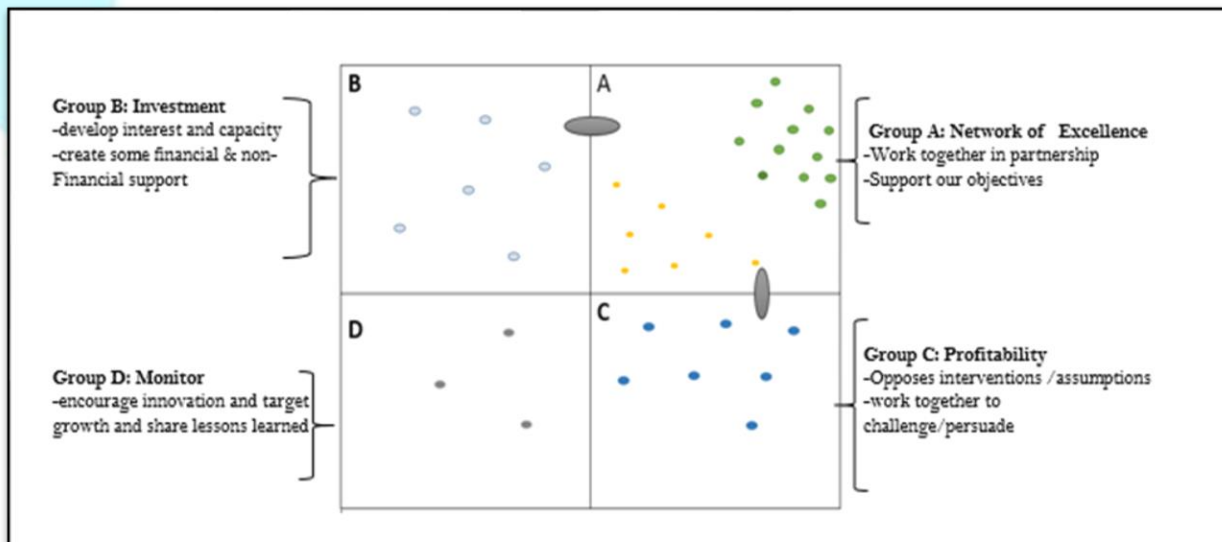 B
A
Group B: Investment
-develop interest and capacity
-create some financial & non-
Financial support
Group A: Network of Excellence
-Work together in partnership
-Support our objectives
D
C
Group D: Monitor
-encourage innovation and target
growth and share lessons learned
Group C: Profitability
-Opposes interventions /assumptions
-work together to
challenge/persuade